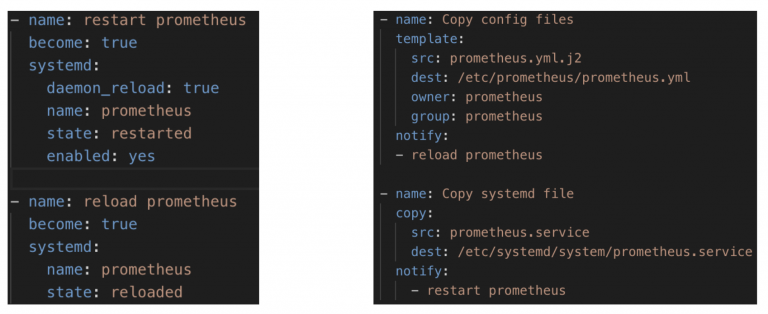 - name: restart prometheus
  become: true
  systemd:
    daemon_reload: true
    name: prometheus
    state: restarted
    enabled: yes
- name: reload prometheus
  become: true
  systemd:
    name: prometheus
    state: reloaded
- name: Copy config files
  template:
    src: prometheus.yml.j2
    dest: /etc/prometheus/prometheus.yml
    owner: prometheus
    group: prometheus
  notify:
  - reload prometheus
- name: Copy systemd file
  copy:
    src: prometheus.service
    dest: /etc/systemd/system/prometheus.service
  notify:
    - restart prometheus